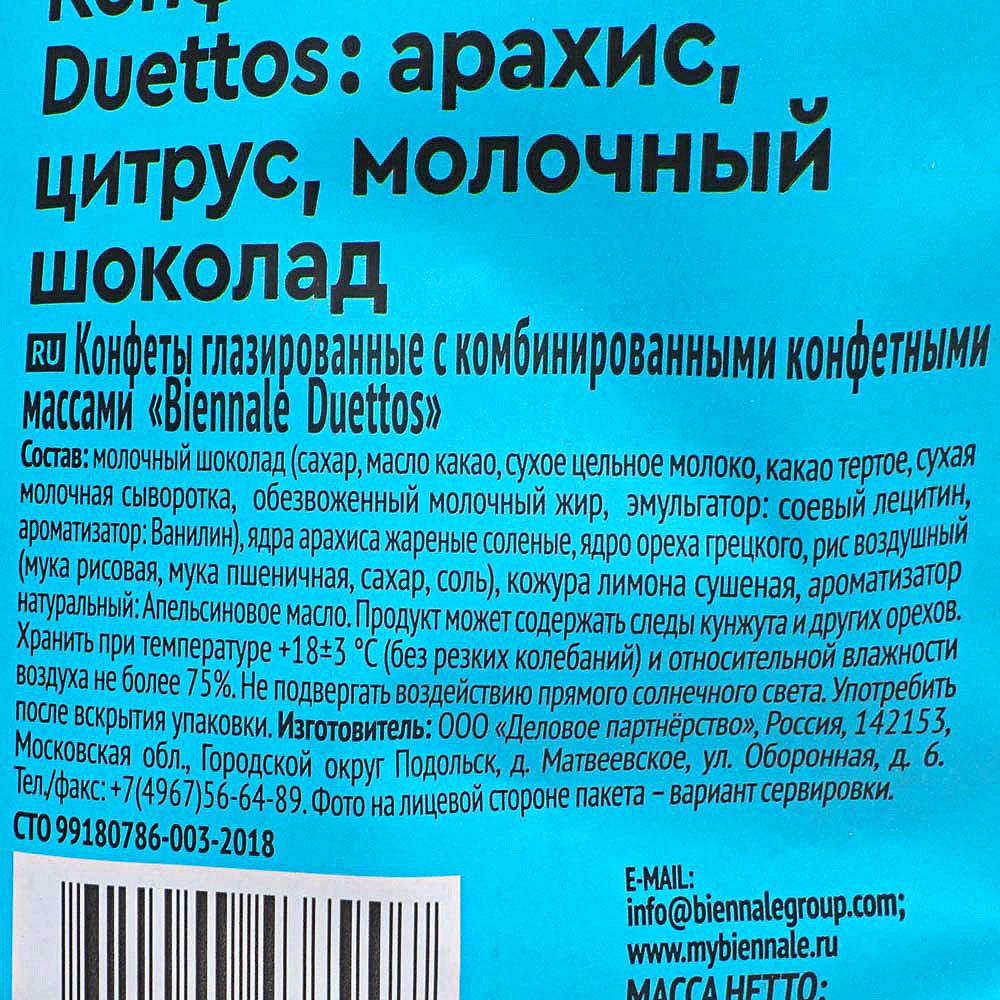 Duettos: арахис,
цитрус, молочный
шоколад
RU Конфеты глазированные с комбинированными конфетными
массами «Biennale Duettos»
Состав: молочный шоколад (сахар, масло какао, сухое цельное молоко, какао тертое, сухая
молочная сыворотка, обезвоженный молочный жир, эмульгатор: соевый лецитин,
ароматизатор: Ванилин), ядра арахиса жареные соленые, ядро ореха грецкого, рис воздушный
(мука рисовая, мука пшеничная, сахар, соль), кожура лимона сушеная, ароматизатор
натуральный: Апельсиновое масло. Продукт может содержать следы кунжута и других орехов.
Хранить при температуре +18±3 °С (без резких колебаний) и относительной влажности
воздуха не более 75%. Не подвергать воздействию прямого солнечного света. Употребить
после вскрытия упаковки. Изготовитель: ООО «Деловое партнёрство», Россия, 142153,
Московская обл., Городской округ Подольск, д. Матвеевское, ул. Оборонная, д. 6.
Тел./факс: +7(4967)56-64-89. Фото на лицевой стороне пакета – вариант сервировки.
СТО 99180786-003-2018
E-MAIL:
info@biennalegroup.com;
www.mybiennale.ru
МАССА НЕТТО: